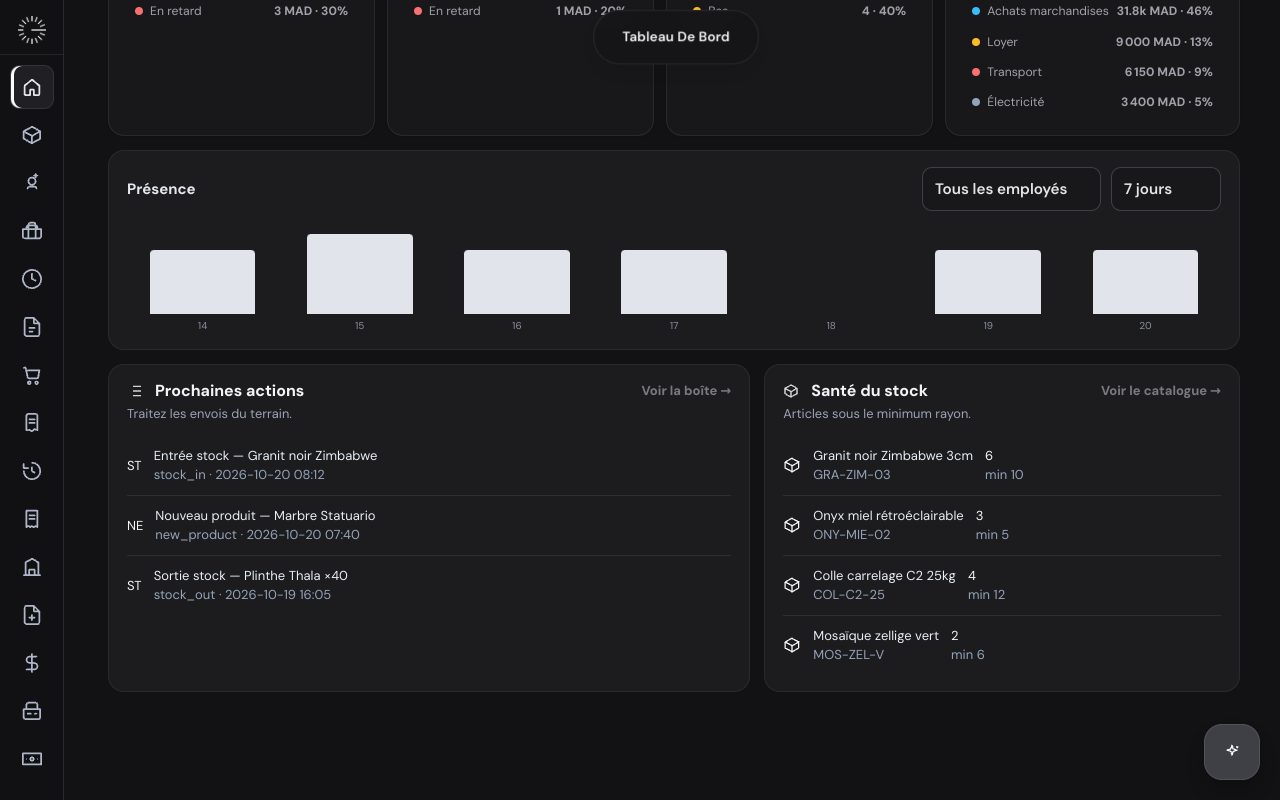 En retard 3 MAD · 30%
En retard 1 MAD · 20%
4 · 40%
Achats marchandises 31.8k MAD · 46%
Tableau De Bord
Loyer 9 000 MAD · 13%
Transport 6 150 MAD · 9%
Électricité 3 400 MAD · 5%
Présence
Tous les employés
7 jours
14 15 16 17 18 19 20
Prochaines actions
Voir la boîte →
Traitez les envois du terrain.
ST Entrée stock — Granit noir Zimbabwe
stock_in · 2026-10-20 08:12
NE Nouveau produit — Marbre Statuario
new_product · 2026-10-20 07:40
ST Sortie stock — Plinthe Thala ×40
stock_out · 2026-10-19 16:05
Santé du stock
Voir le catalogue →
Articles sous le minimum rayon.
Granit noir Zimbabwe 3cm 6
GRA-ZIM-03 min 10
Onyx miel rétroéclairable 3
ONY-MIE-02 min 5
Colle carrelage C2 25kg 4
COL-C2-25 min 12
Mosaïque zellige vert 2
MOS-ZEL-V min 6